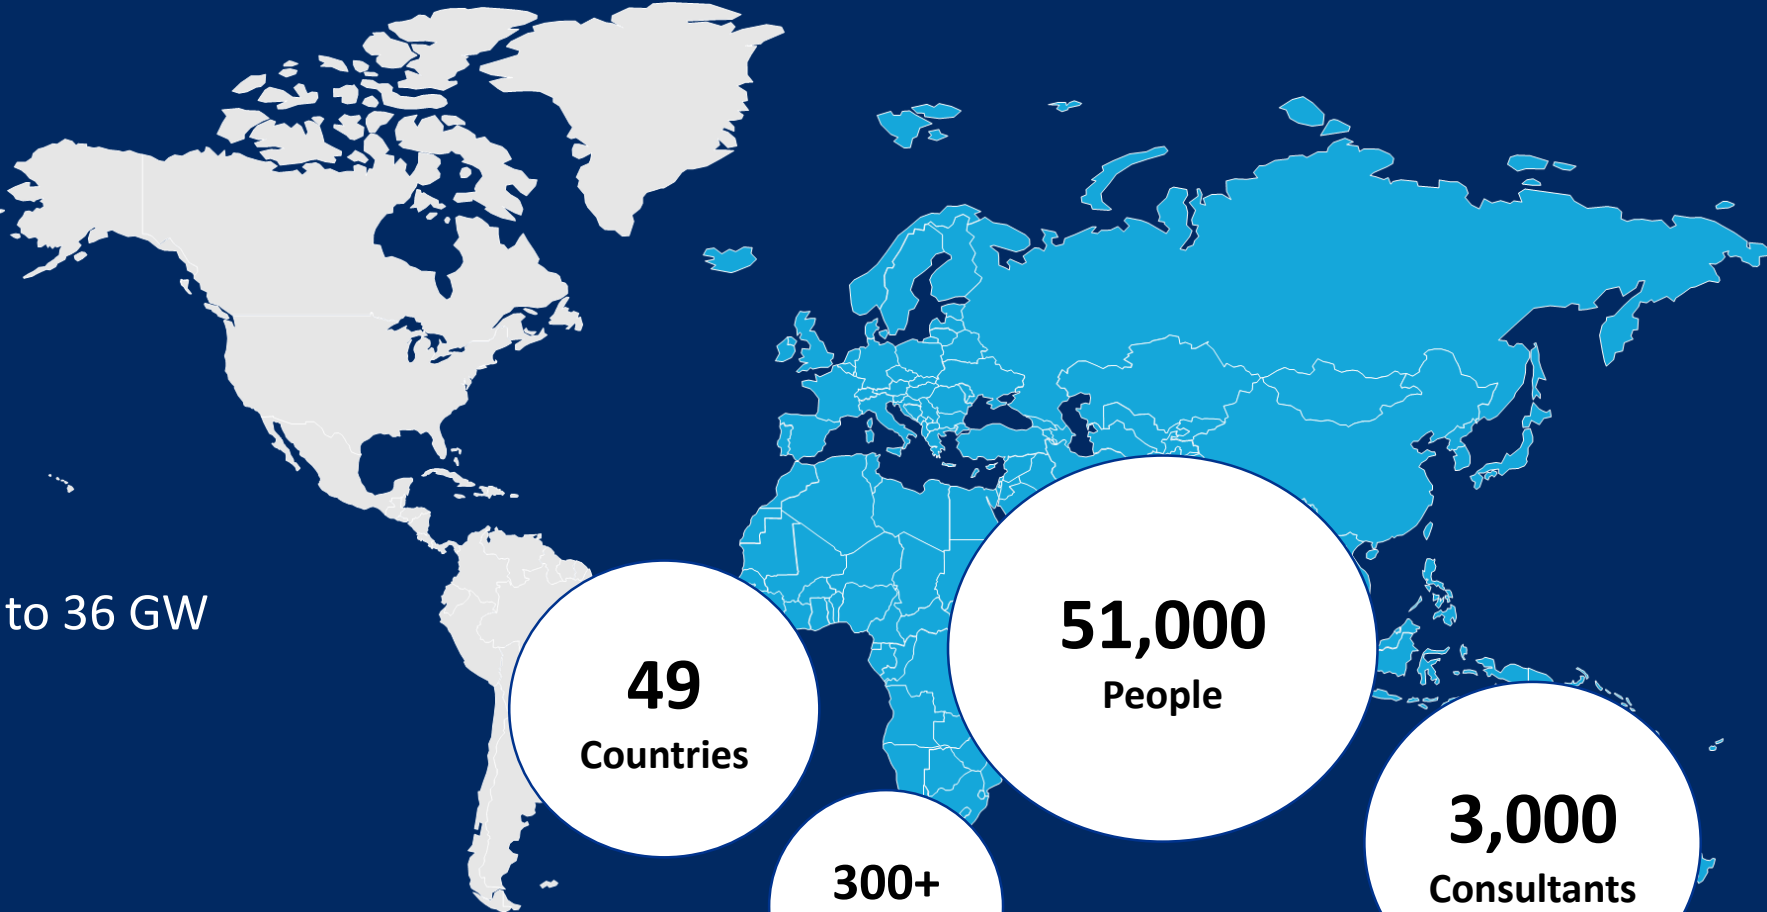 to 36 GW
49
Countries
51,000
People
300+
3,000
Consultants